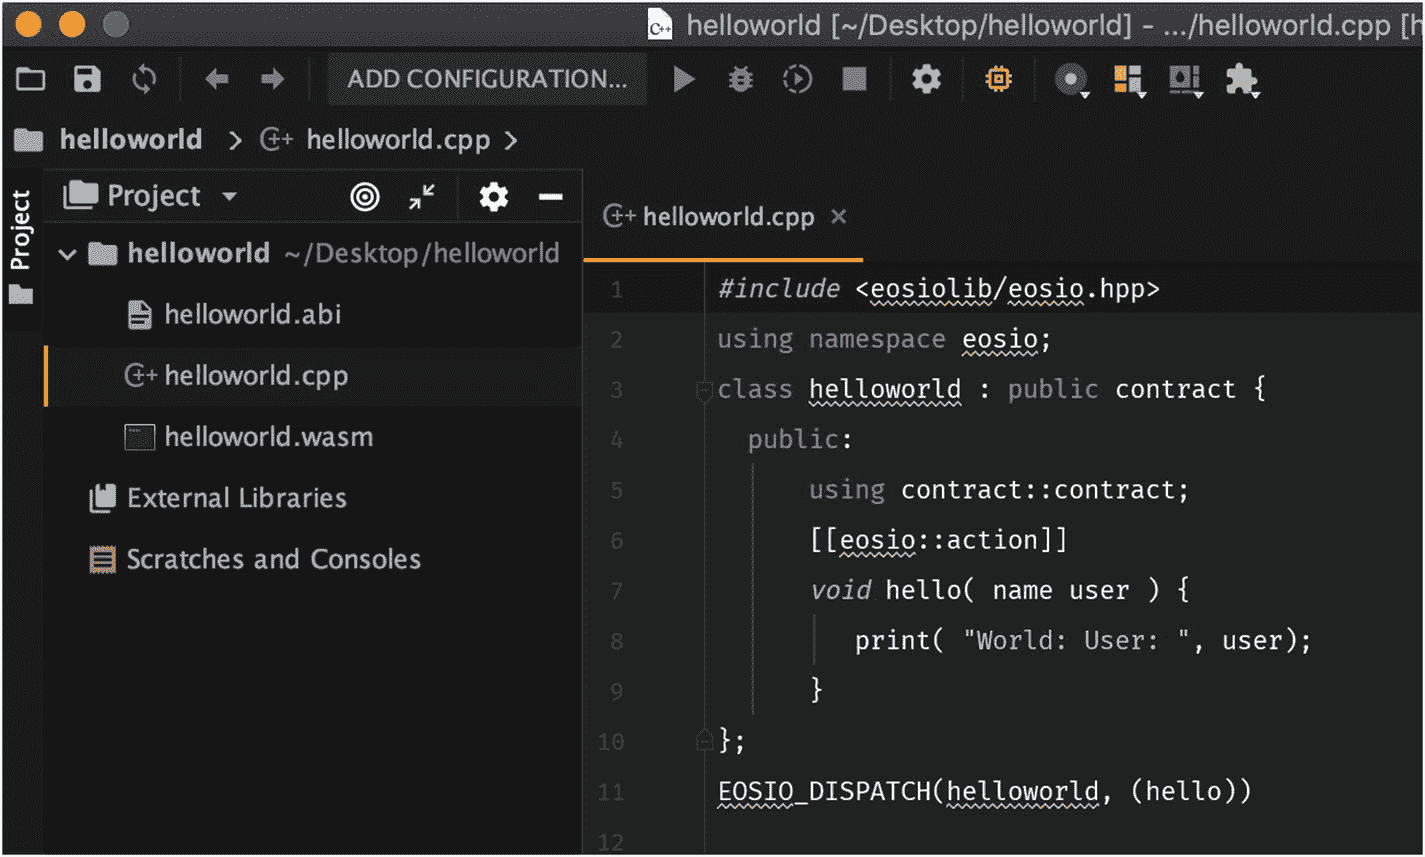 helloworld [~/Desktop/helloworld] - .../helloworld.cpp [h
ADD CONFIGURATION...
helloworld > C++ helloworld.cpp >
Project
Project
helloworld ~/Desktop/helloworld
helloworld.abi
C++ helloworld.cpp
helloworld.wasm
External Libraries
Scratches and Consoles
C++ helloworld.cpp ×
1 #include <eosiolib/eosio.hpp>
2 using namespace eosio;
3 class helloworld : public contract {
4 public:
5 using contract::contract;
6 [[eosio::action]]
7 void hello( name user ) {
8 print( "World: User: ", user);
9 }
10 };
11 EOSIO_DISPATCH(helloworld, (hello))
12